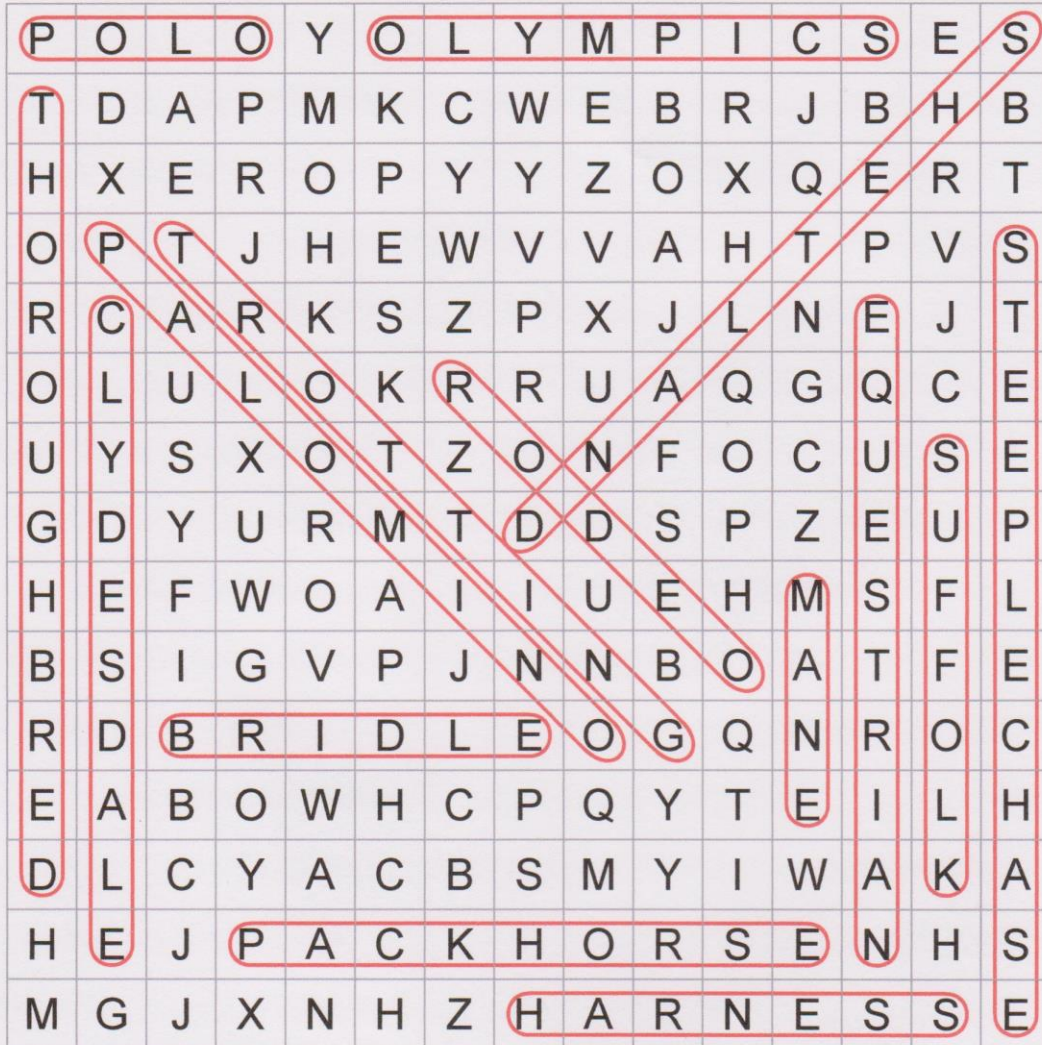 P O L O Y O L Y M P I C S E S
T D A P M K C W E B R J B H B
H X E R O P Y Y Z O X Q E R T
O P T J H E W V V A H T P V S
R C A R K S Z P X J L N E J T
O L U L O K R R U A Q G Q C E
U Y S X O T Z O N F O C U S E
G D Y U R M T D D S P Z E U P
H E F W O A I I U E H M S F L
B S I G V P J N N B O A T F E
R D B R I D L E O G Q N R O C
E A B O W H C P Q Y T E I L H
D L C Y A C B S M Y I W A K A
H E J P A C K H O R S E N H S
M G J X N H Z H A R N E S S E